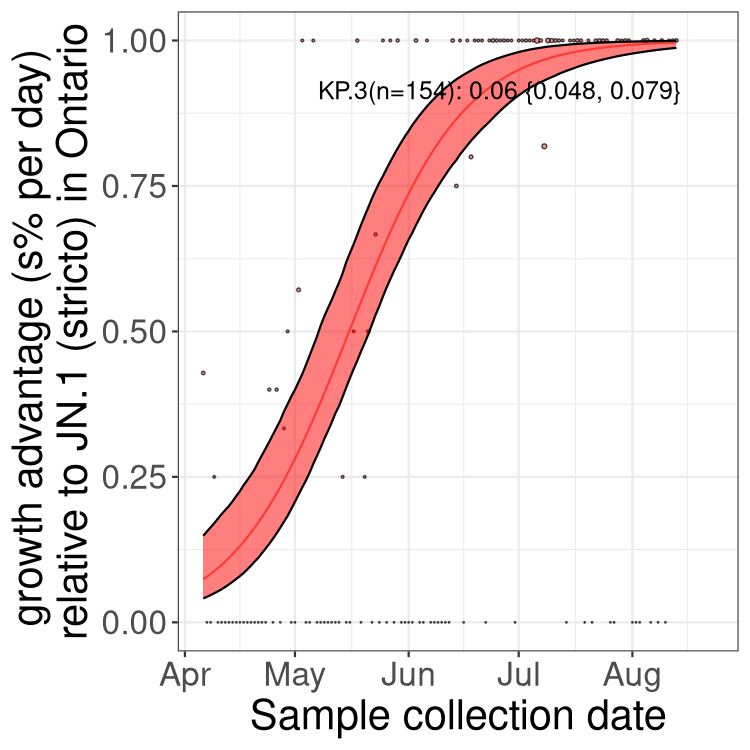 growth advantage (s% per day)
relative to JN.1 (stricto) in Ontario
1.00
0.75
0.50
0.25
0.00
KP.3(n=154): 0.06 {0.048, 0.079}
Apr May Jun Jul Aug
Sample collection date